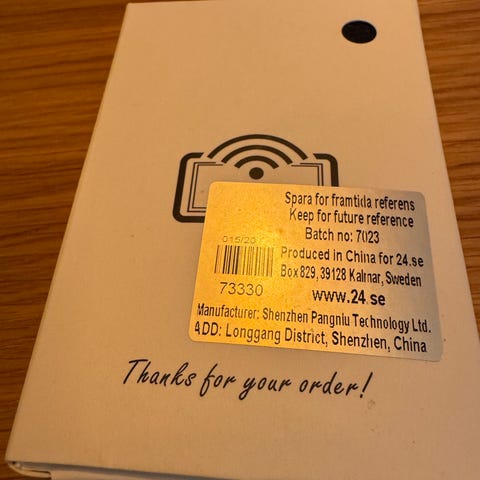 Spara for framtida referens
Keep for future reference
Batch no: 7023
015/20
Produced in China for 24.se
Box 829, 39128 Kalmar, Sweden
73330
www.24.se
Manufacturer: Shenzhen Pangniu Technology Ltd.
ADD: Longgang District, Shenzhen, China
Thanks for your order!